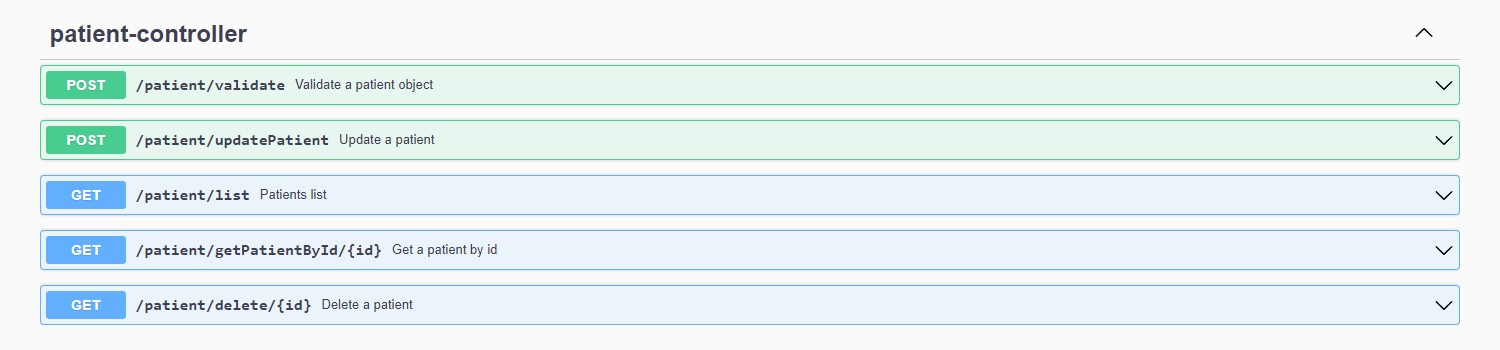 patient-controller
POST /patient/validate Validate a patient object
POST /patient/updatePatient Update a patient
GET /patient/list Patients list
GET /patient/getPatientById/{id} Get a patient by id
GET /patient/delete/{id} Delete a patient